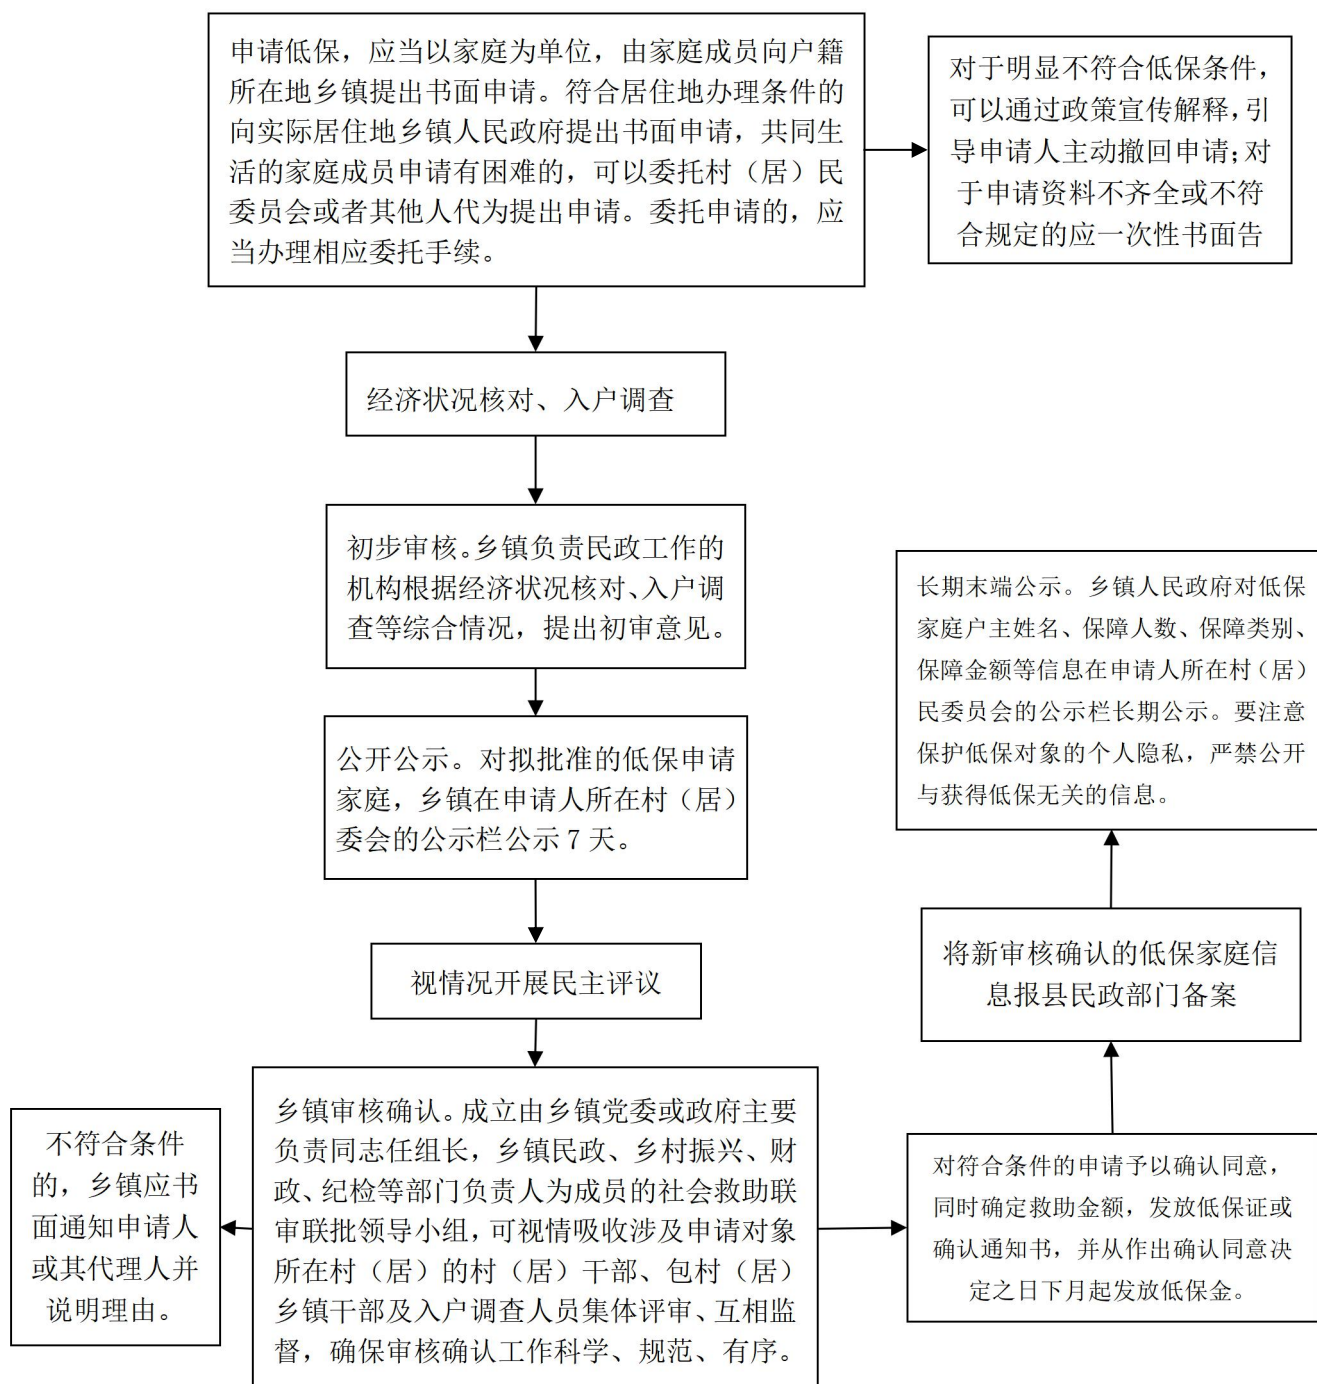 申请低保，应当以家庭为单位，由家庭成员向户籍
所在地乡镇提出书面申请。符合居住地办理条件的
向实际居住地乡镇人民政府提出书面申请，共同生
活的家庭成员申请有困难的，可以委托村（居）民
委员会或者其他人代为提出申请。委托申请的，应
当办理相应委托手续。
对于明显不符合低保条件，
可以通过政策宣传解释，引
导申请人主动撤回申请；对
于申请资料不齐全或不符
合规定的应一次性书面告
经济状况核对、入户调查
初步审核。乡镇负责民政工作的
机构根据经济状况核对、入户调
查等综合情况，提出初审意见。
公开公示。对拟批准的低保申请
家庭，乡镇在申请人所在村（居）
委会的公示栏公示 7 天。
视情况开展民主评议
乡镇审核确认。成立由乡镇党委或政府主要
负责同志任组长，乡镇民政、乡村振兴、财
政、纪检等部门负责人为成员的社会救助联
审联批领导小组，可视情吸收涉及申请对象
所在村（居）的村（居）干部、包村（居）
乡镇干部及入户调查人员集体评审、互相监
督，确保审核确认工作科学、规范、有序。
不符合条件
的，乡镇应书
面通知申请人
或其代理人并
说明理由。
对符合条件的申请予以确认同意，
同时确定救助金额，发放低保证或
确认通知书，并从作出确认同意决
定之日下月起发放低保金。
将新审核确认的低保家庭信
息报县民政部门备案
长期末端公示。乡镇人民政府对低保
家庭户主姓名、保障人数、保障类别、
保障金额等信息在申请人所在村（居）
民委员会的公示栏长期公示。要注意
保护低保对象的个人隐私，严禁公开
与获得低保无关的信息。